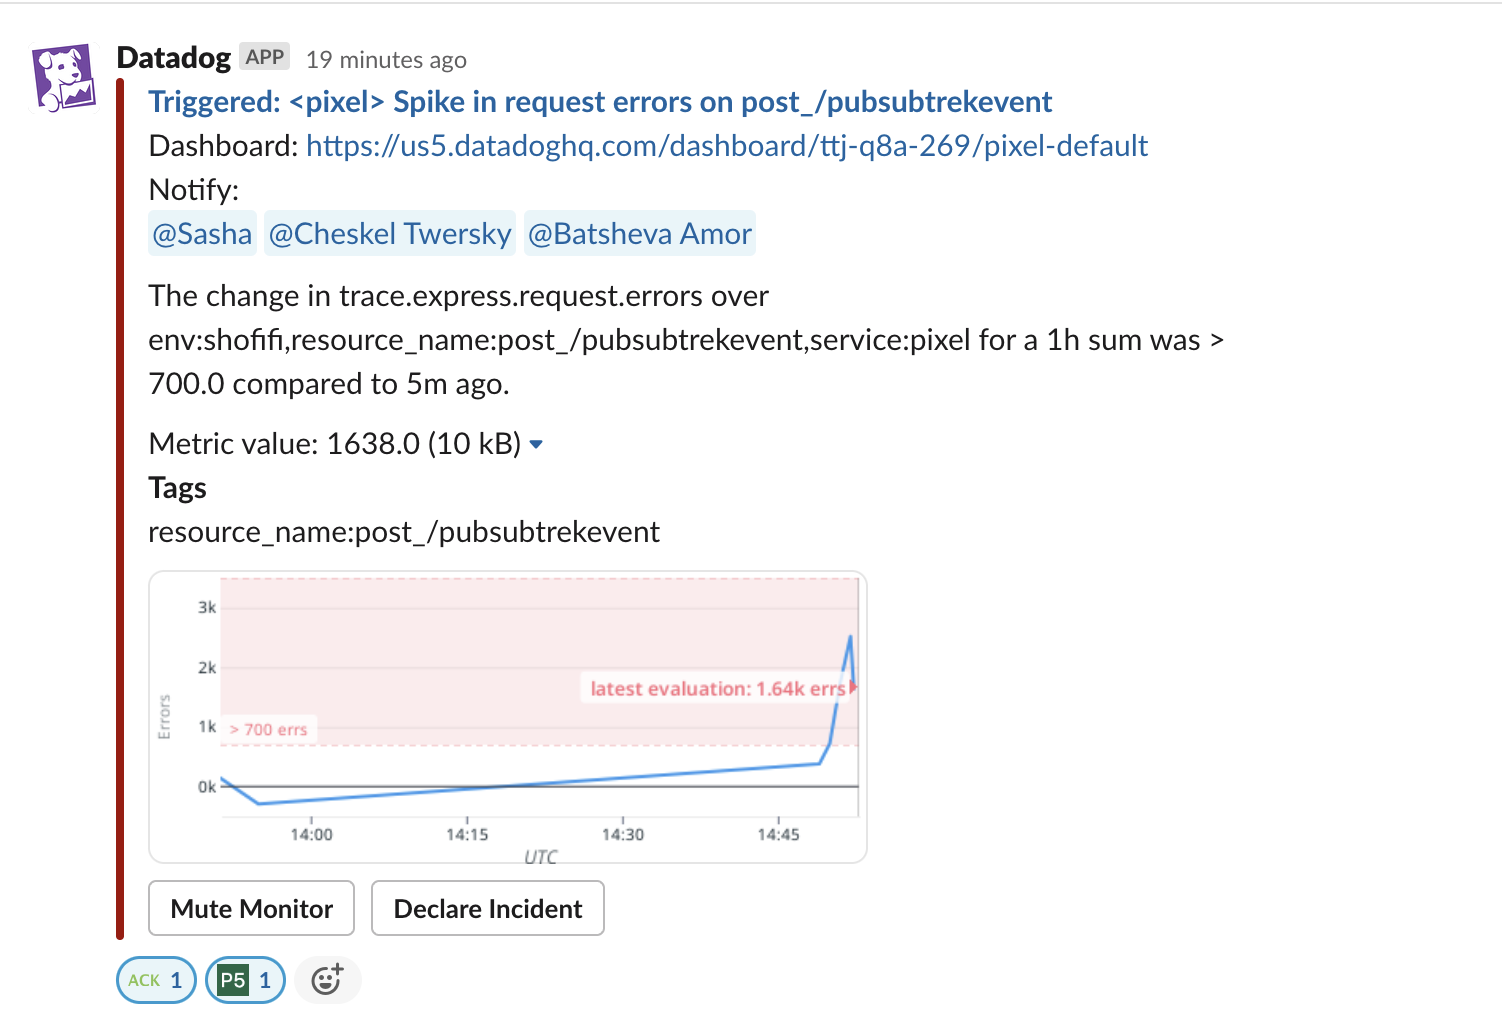 Datadog APP 19 minutes ago
Triggered: <pixel> Spike in request errors on post_/pubsubtrekevent
Dashboard: https://us5.datadoghq.com/dashboard/ttj-q8a-269/pixel-default
Notify:
@Sasha @Cheskel Twersky @Batsheva Amor
The change in trace.express.request.errors over
env:shofifi,resource_name:post_/pubsubtrekevent,service:pixel for a 1h sum was >
700.0 compared to 5m ago.
Metric value: 1638.0 (10 kB)
Tags
resource_name:post_/pubsubtrekevent
3k
2k
latest evaluation: 1.64k errs
1k
> 700 errs
0k
Errors
14:00 14:15 14:30 14:45
UTC
Mute Monitor Declare Incident
ACK 1 P5 1